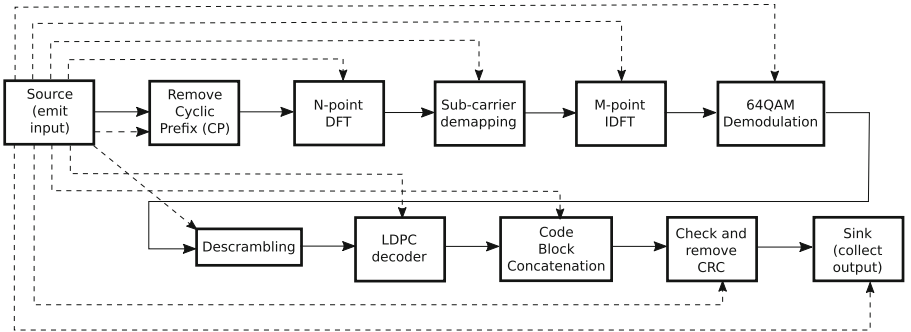 Source
(emit
input)
Remove
Cyclic
Prefix (CP)
N-point
DFT
Sub-carrier
demapping
M-point
IDFT
64QAM
Demodulation
Descrambling
LDPC
decoder
Code
Block
Concatenation
Check and
remove
CRC
Sink
(collect
output)